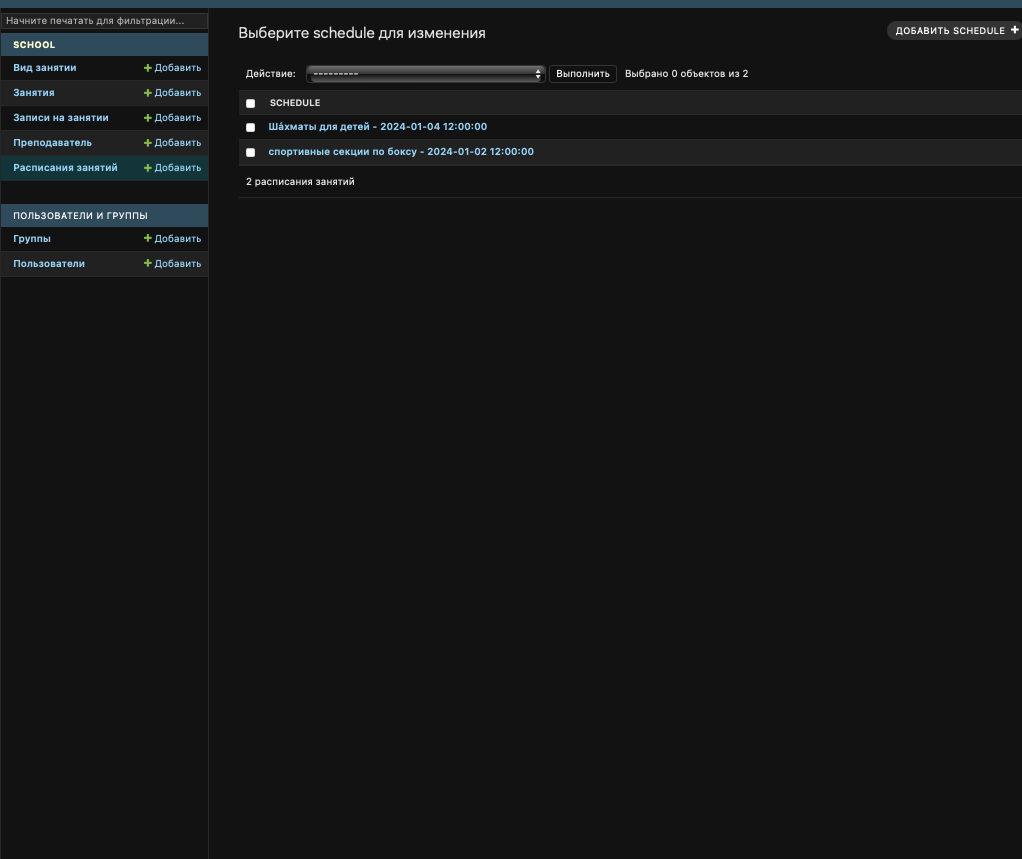 Начните печатать для фильтрации...
SCHOOL
Вид занятии + Добавить
Занятия + Добавить
Записи на занятии + Добавить
Преподаватель + Добавить
Расписания занятий + Добавить
ПОЛЬЗОВАТЕЛИ И ГРУППЫ
Группы + Добавить
Пользователи + Добавить
Выберите schedule для изменения
ДОБАВИТЬ SCHEDULE +
Действие: --------- Выполнить Выбрано 0 объектов из 2
SCHEDULE
Ша́хматы для детей - 2024-01-04 12:00:00
спортивные секции по боксу - 2024-01-02 12:00:00
2 расписания занятий